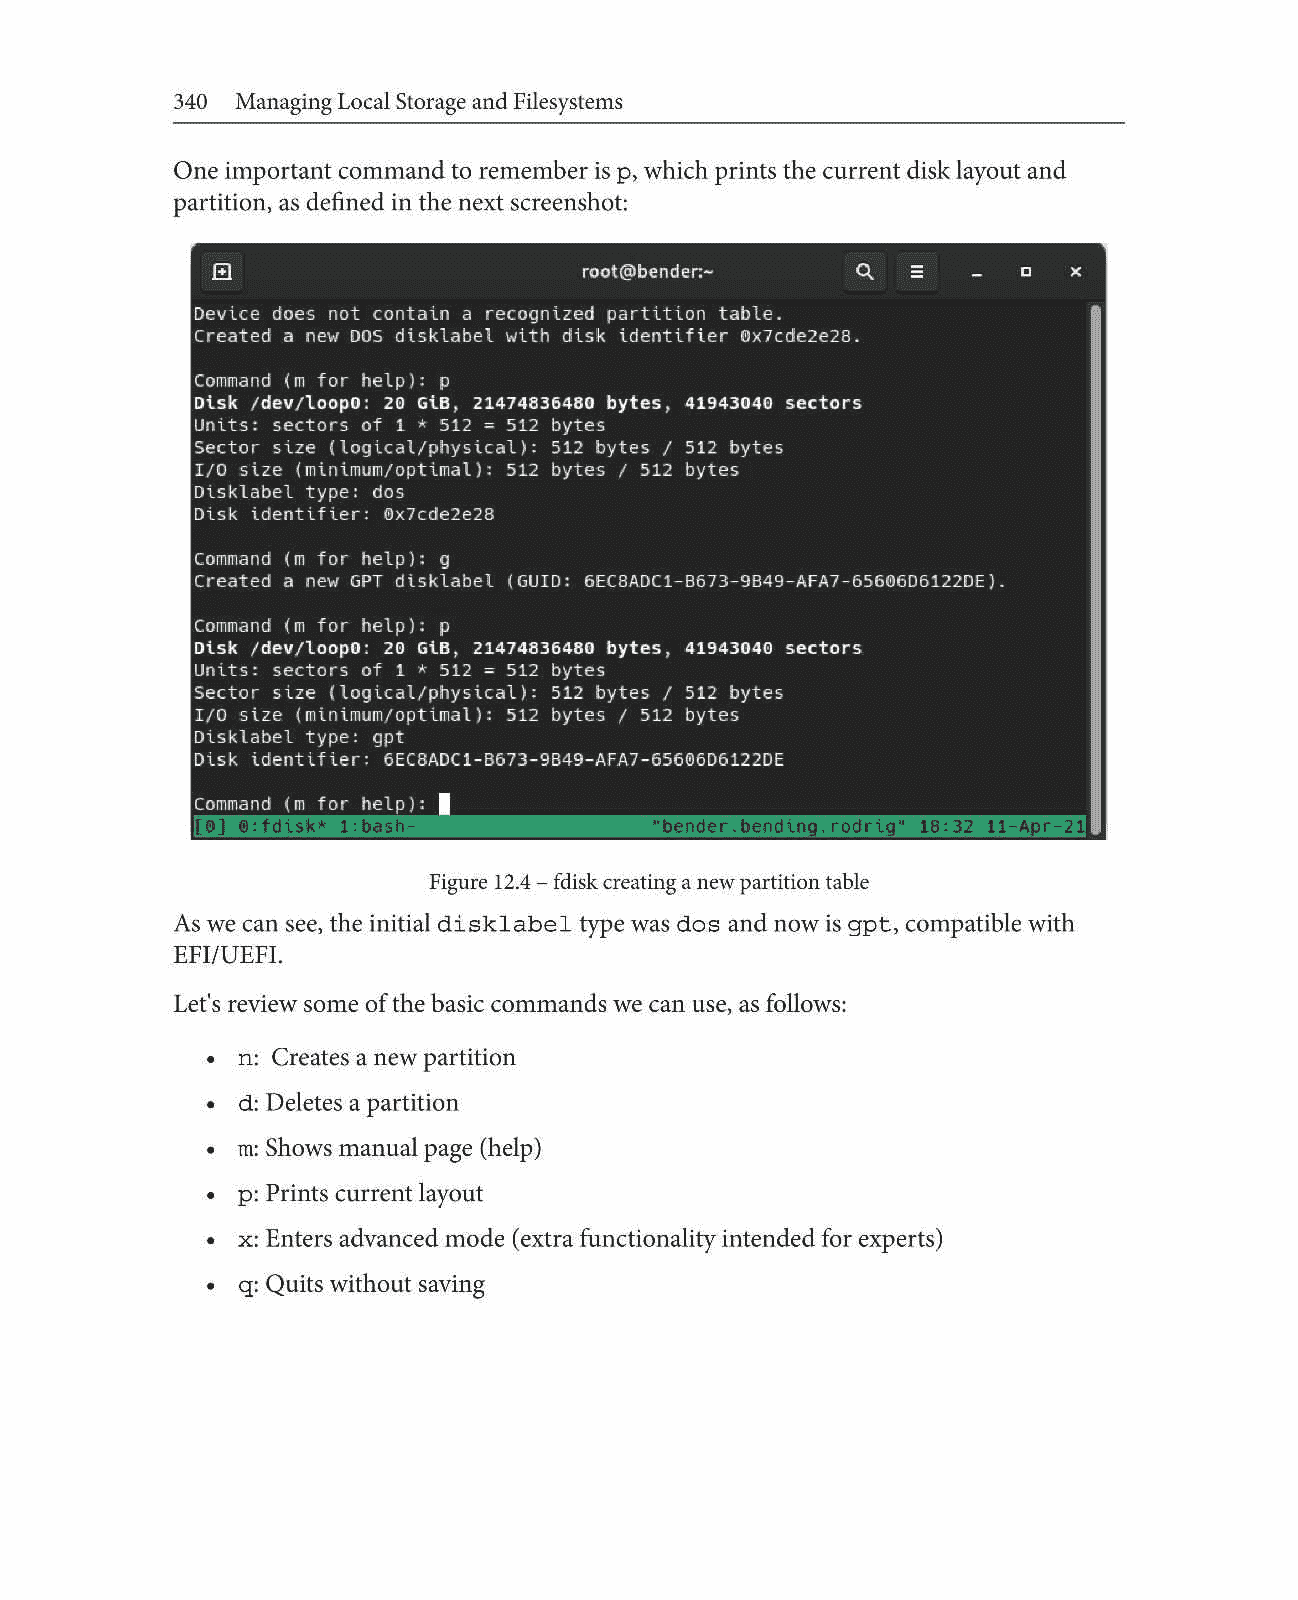 340 Managing Local Storage and Filesystems
One important command to remember is p, which prints the current disk layout and
partition, as defined in the next screenshot:
root@bender:~
Device does not contain a recognized partition table.
Created a new DOS disklabel with disk identifier 0x7cde2e28.
Command (m for help): p
Disk /dev/loop0: 20 GiB, 21474836480 bytes, 41943040 sectors
Units: sectors of 1 * 512 = 512 bytes
Sector size (logical/physical): 512 bytes / 512 bytes
I/O size (minimum/optimal): 512 bytes / 512 bytes
Disklabel type: dos
Disk identifier: 0x7cde2e28
Command (m for help): g
Created a new GPT disklabel (GUID: 6EC8ADC1-B673-9B49-AFA7-65606D6122DE).
Command (m for help): p
Disk /dev/loop0: 20 GiB, 21474836480 bytes, 41943040 sectors
Units: sectors of 1 * 512 = 512 bytes
Sector size (logical/physical): 512 bytes / 512 bytes
I/O size (minimum/optimal): 512 bytes / 512 bytes
Disklabel type: gpt
Disk identifier: 6EC8ADC1-B673-9B49-AFA7-65606D6122DE
Command (m for help):
[0] 0:fdisk* 1:bash- "bender.bending.rodrig" 18:32 11-Apr-21
Figure 12.4 – fdisk creating a new partition table
As we can see, the initial disklabel type was dos and now is gpt, compatible with
EFI/UEFI.
Let's review some of the basic commands we can use, as follows:
• n: Creates a new partition
• d: Deletes a partition
• m: Shows manual page (help)
• p: Prints current layout
• x: Enters advanced mode (extra functionality intended for experts)
• q: Quits without saving